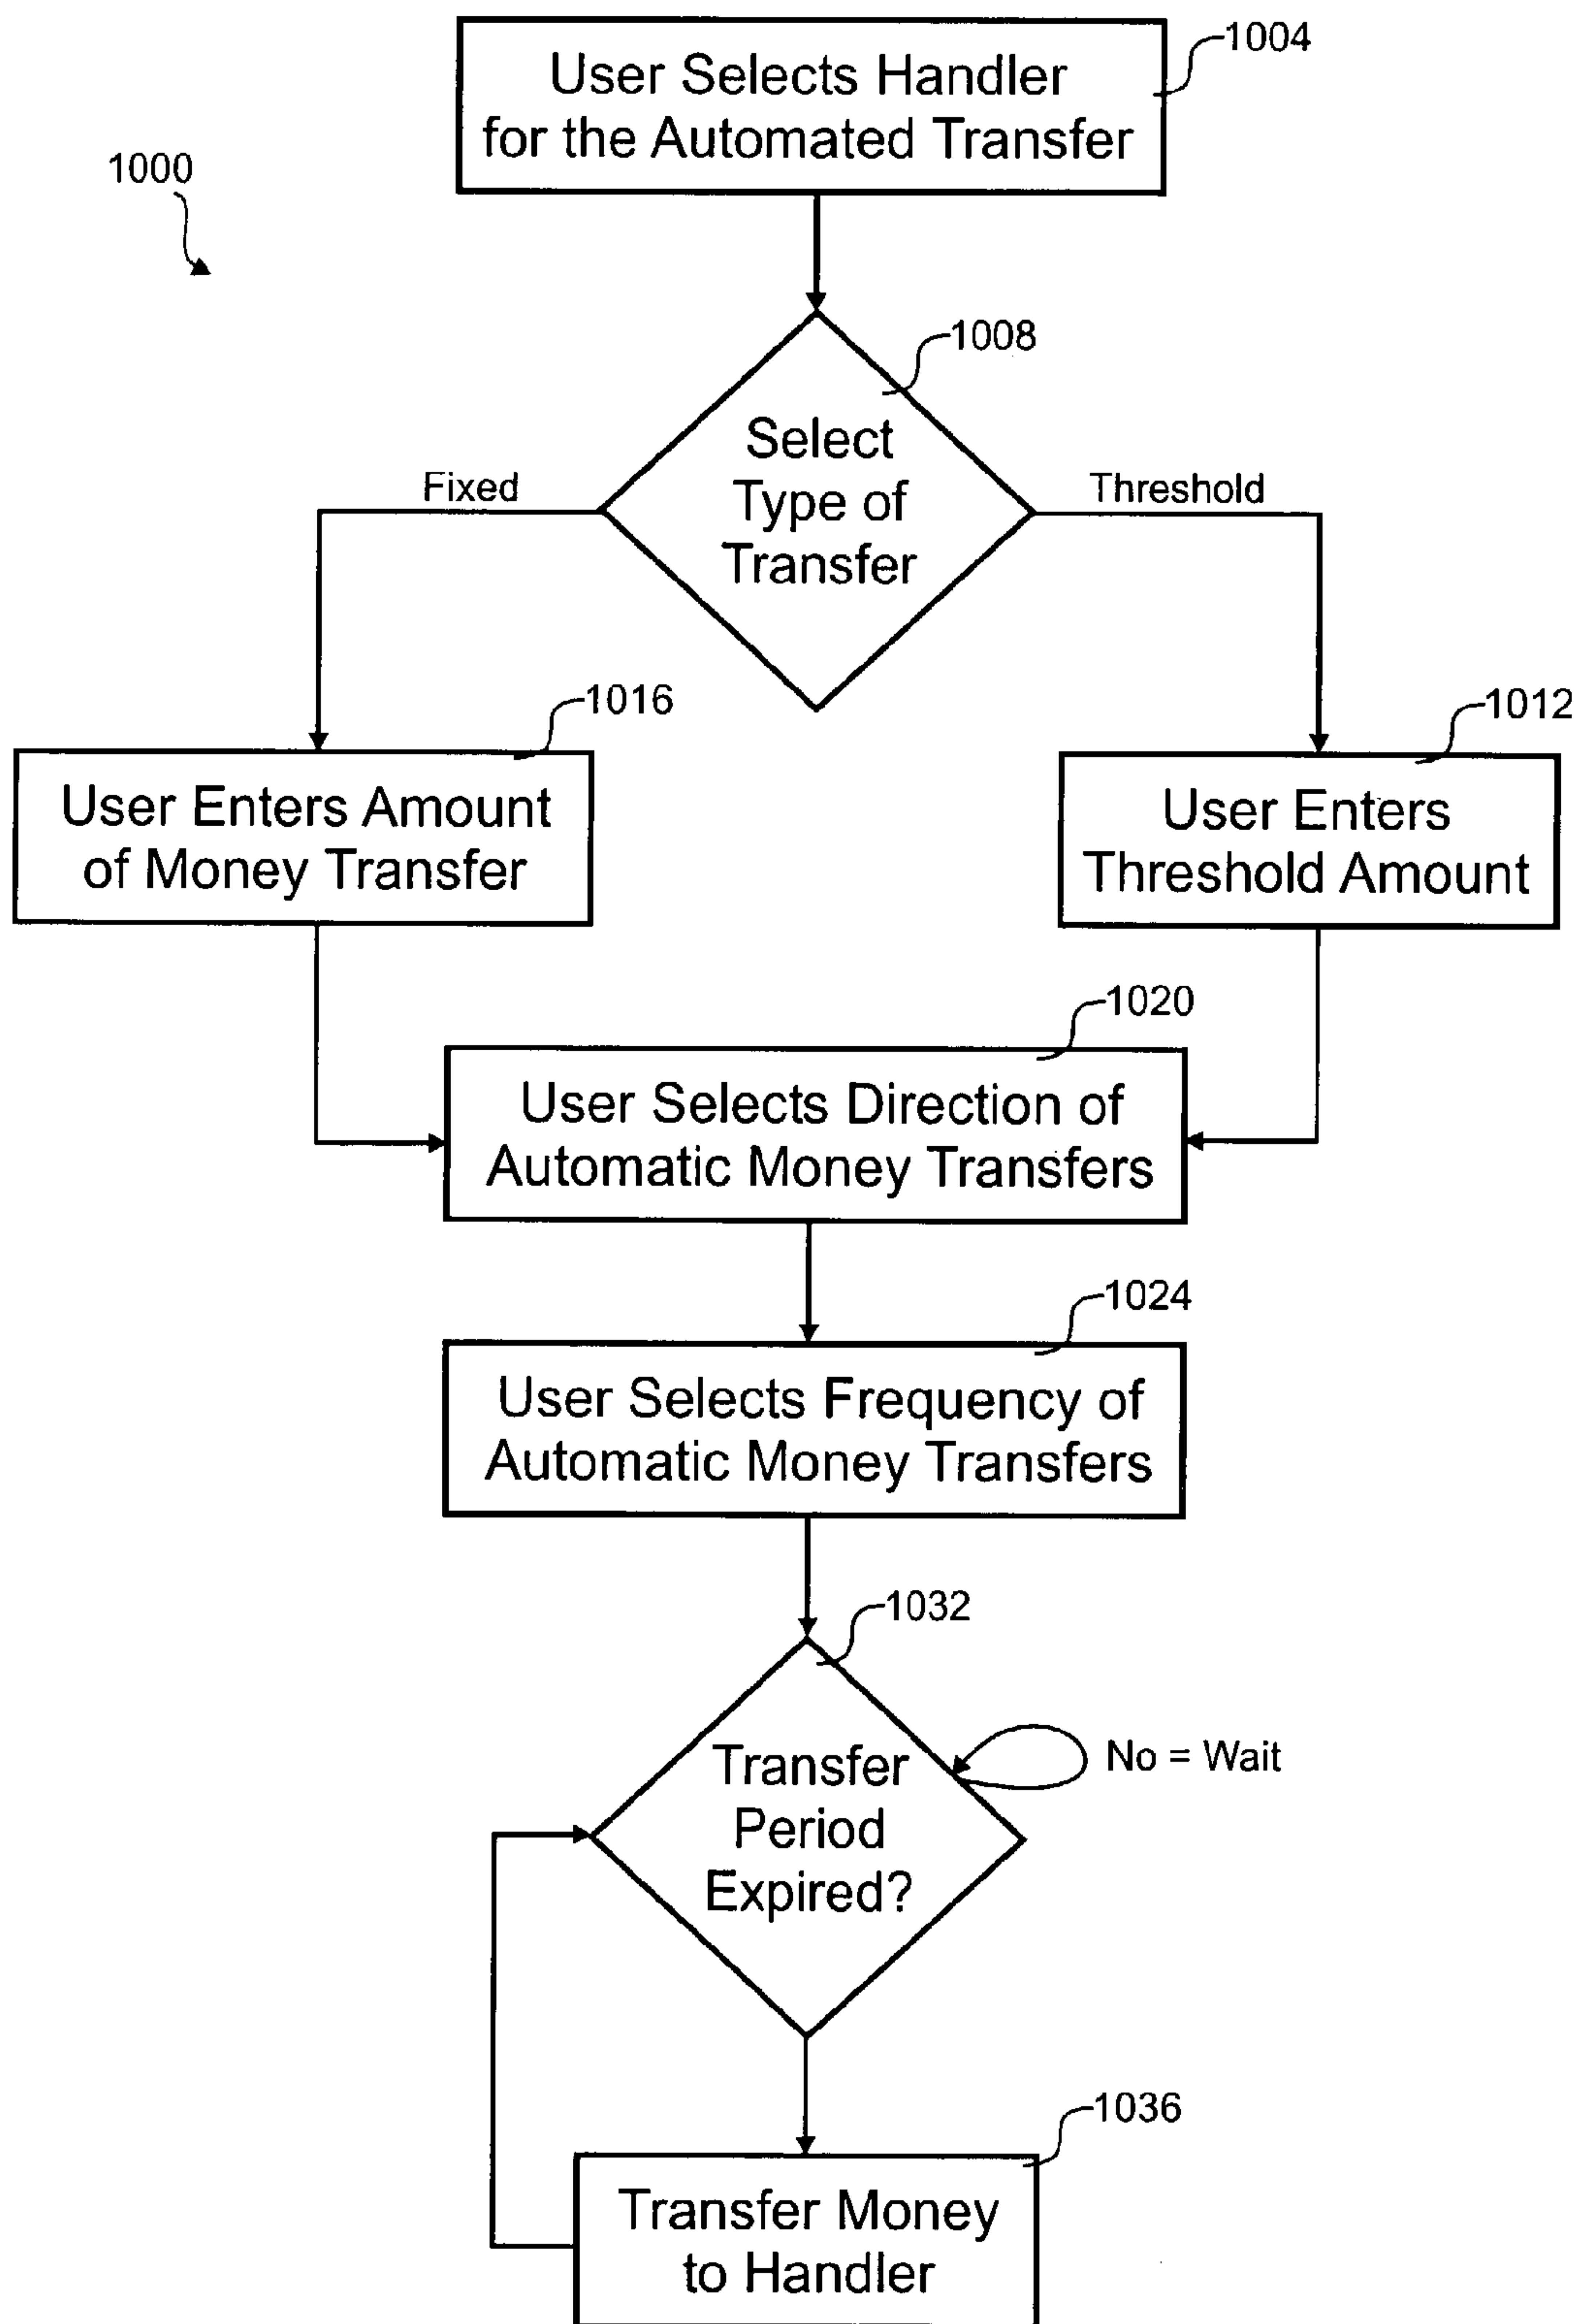 1004
User Selects Handler
for the Automated Transfer
1000
1008
Select
Type of
Transfer
Fixed
Threshold
1016
User Enters Amount
of Money Transfer
1012
User Enters
Threshold Amount
1020
User Selects Direction of
Automatic Money Transfers
1024
User Selects Frequency of
Automatic Money Transfers
1032
Transfer
Period
Expired?
No = Wait
1036
Transfer Money
to Handler